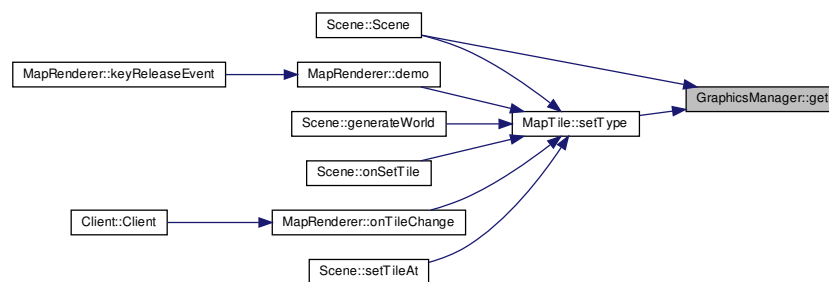 Scene::Scene
MapRenderer::keyReleaseEvent
MapRenderer::demo
GraphicsManager::get
Scene::generateWorld
MapTile::setType
Scene::onSetTile
Client::Client
MapRenderer::onTileChange
Scene::setTileAt